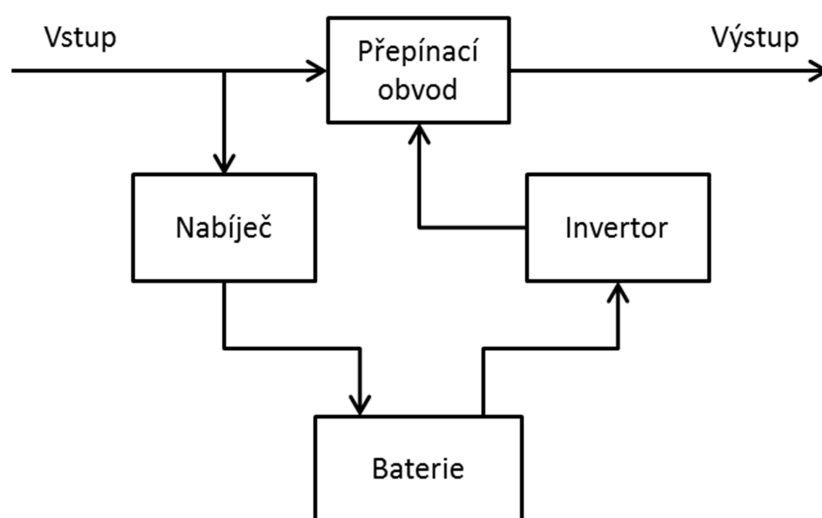 Vstup
Přepínací
obvod
Výstup
Nabíječ
Invertor
Baterie